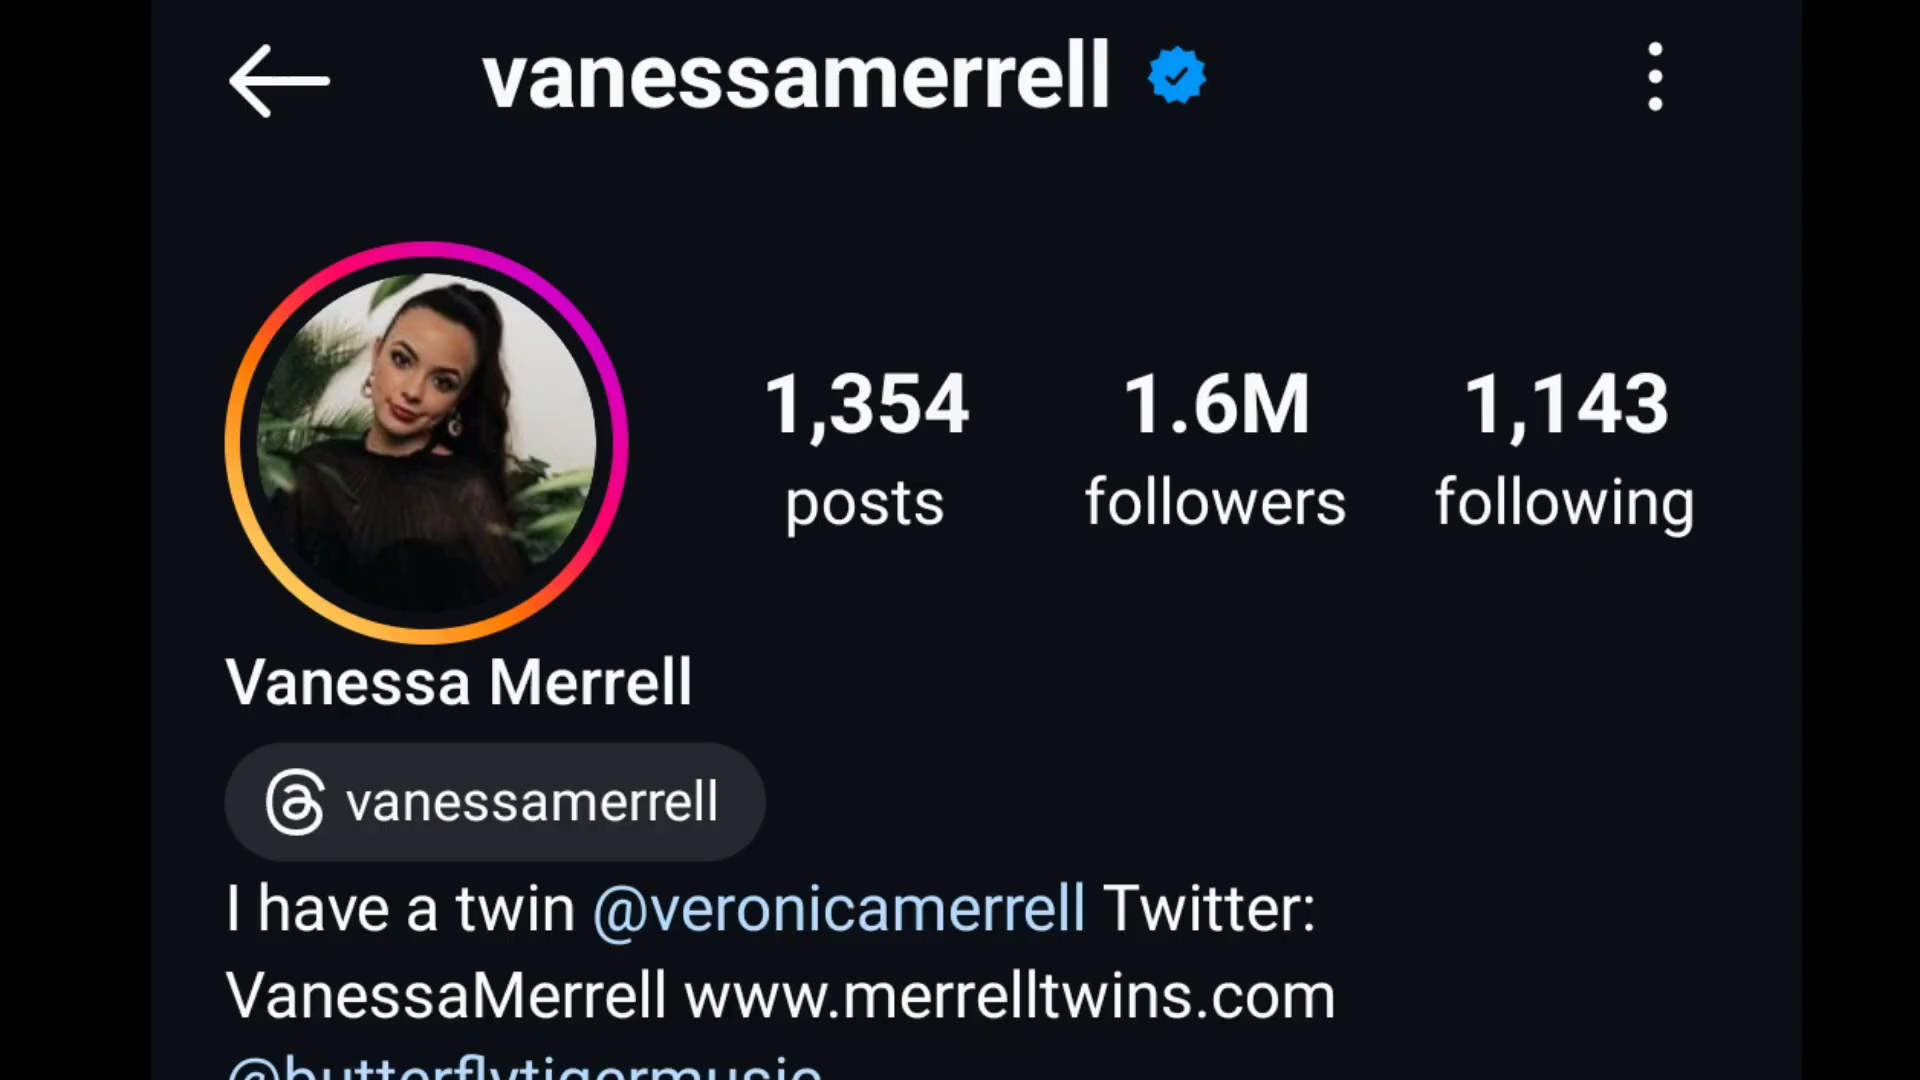 vanessamerrell
1,354 1.6M 1,143
posts followers following
Vanessa Merrell
vanessamerrell
I have a twin @veronicamerrell Twitter:
VanessaMerrell www.merrelltwins.com
@butterflytigermusic